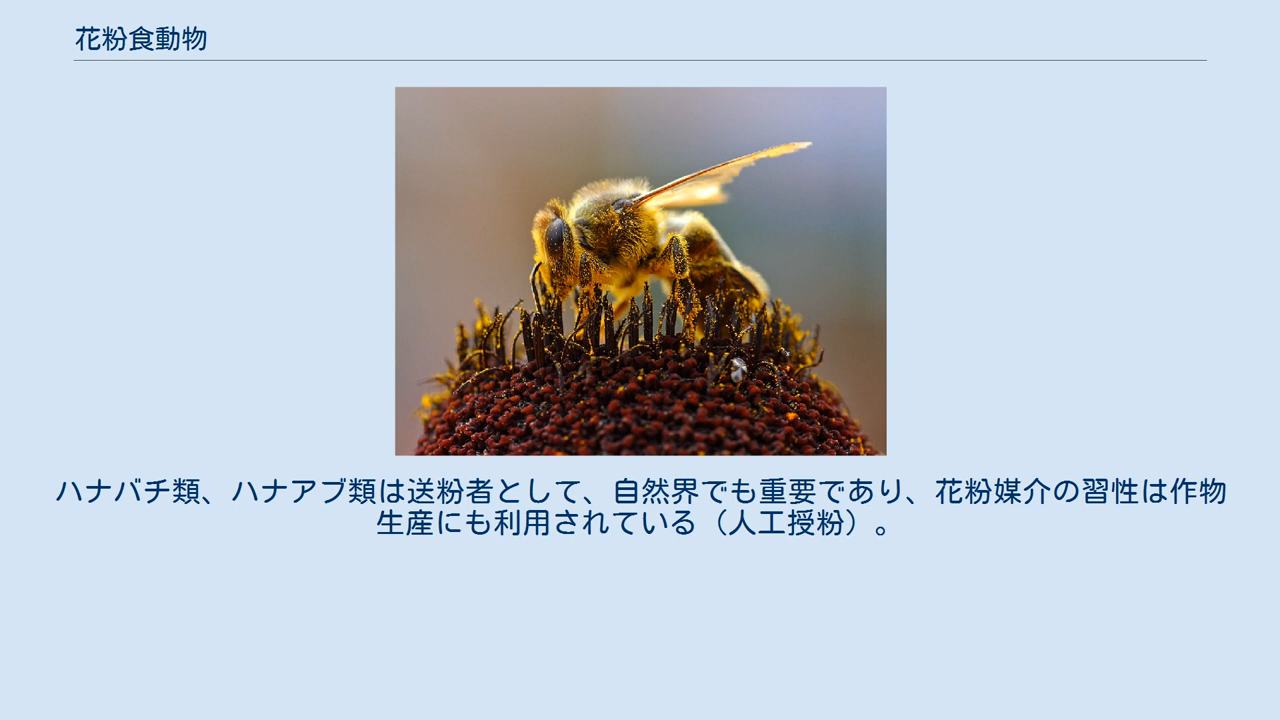 花粉食動物
ハナバチ類、ハナアブ類は送粉者として、自然界でも重要であり、花粉媒介の習性は作物
生産にも利用されている（人工授粉）。